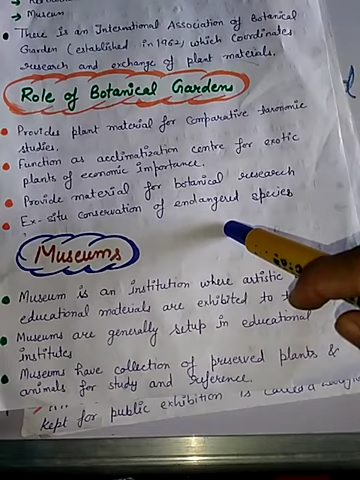 → Museum
• There is an International Association of Botanical
Garden (established in 1962) which coordinates
research and exchange of plant materials.
Role of Botanical Gardens
• Provides plant material for comparative taxonomic
studies.
• Function as acclimatization centre for exotic
plants of economic importance.
• Provide material for botanical research
• Ex-situ conservation of endangered species
Museums
• Museum is an institution where artistic
educational materials are exhibited to
• Museums are generally setup in educational
institutes
• Museums have collection of preserved plants &
animals for study and reference.
kept for public exhibition is called a